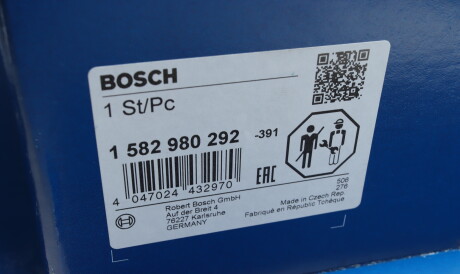 BOSCH
1 St/Pc
1 582 980 292 -391
4 047024 432970
EAC
Robert Bosch GmbH
Auf der Breit 4
76227 Karlsruhe
GERMANY
508
276
Made in Czech Rep.
Fabriqué en République Tchèque